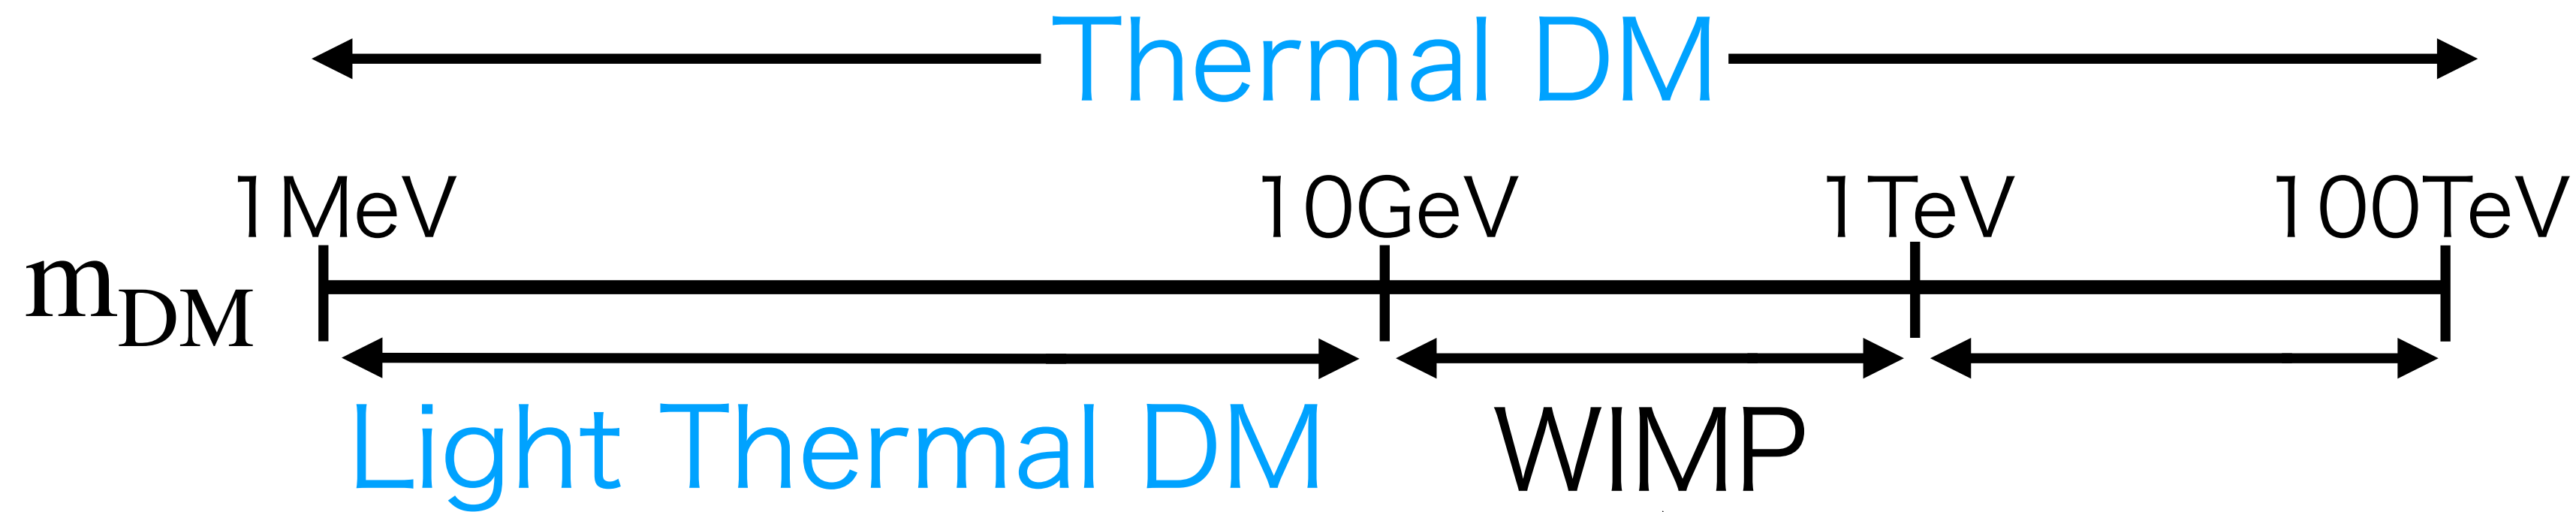 Thermal DM
1MeV 10GeV 1TeV 100TeV
mDM
Light Thermal DM WIMP